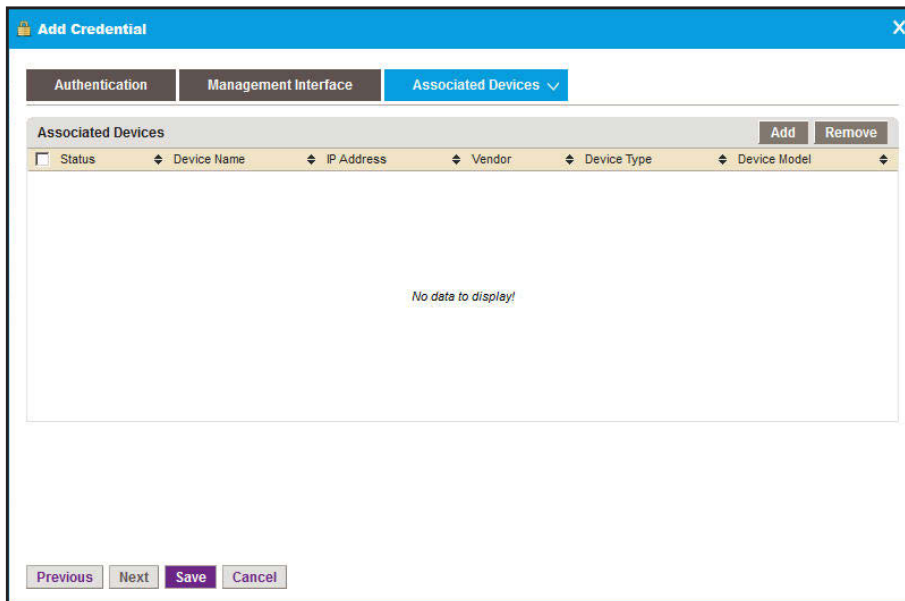 Add Credential X
Authentication Management Interface Associated Devices
Associated Devices Add Remove
Status Device Name IP Address Vendor Device Type Device Model
No data to display!
Previous Next Save Cancel